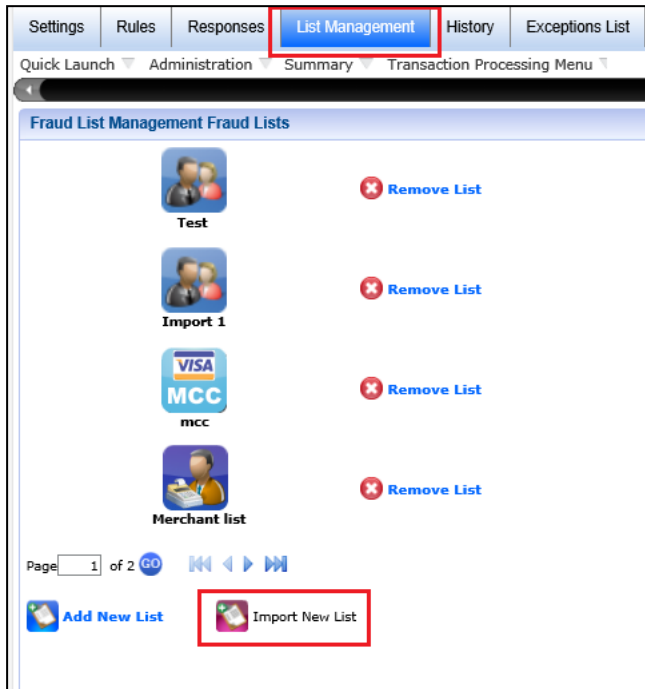 Settings Rules Responses List Management History Exceptions List
Quick Launch Administration Summary Transaction Processing Menu
Fraud List Management Fraud Lists
Remove List
Test
Remove List
Import 1
VISA
MCC
Remove List
mcc
Remove List
Merchant list
Page 1 of 2 GO
Add New List Import New List